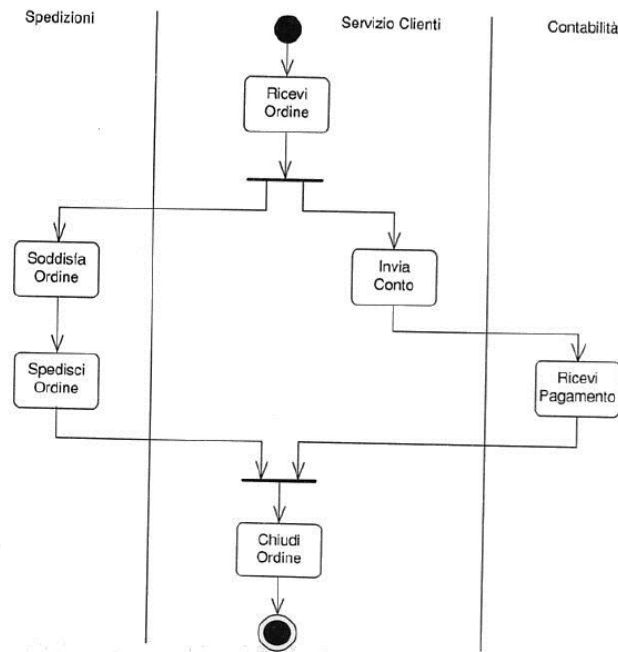 Spedizioni
Servizio Clienti
Contabilità
Ricevi
Ordine
Soddisfa
Ordine
Invia
Conto
Spedisci
Ordine
Ricevi
Pagamento
Chiudi
Ordine